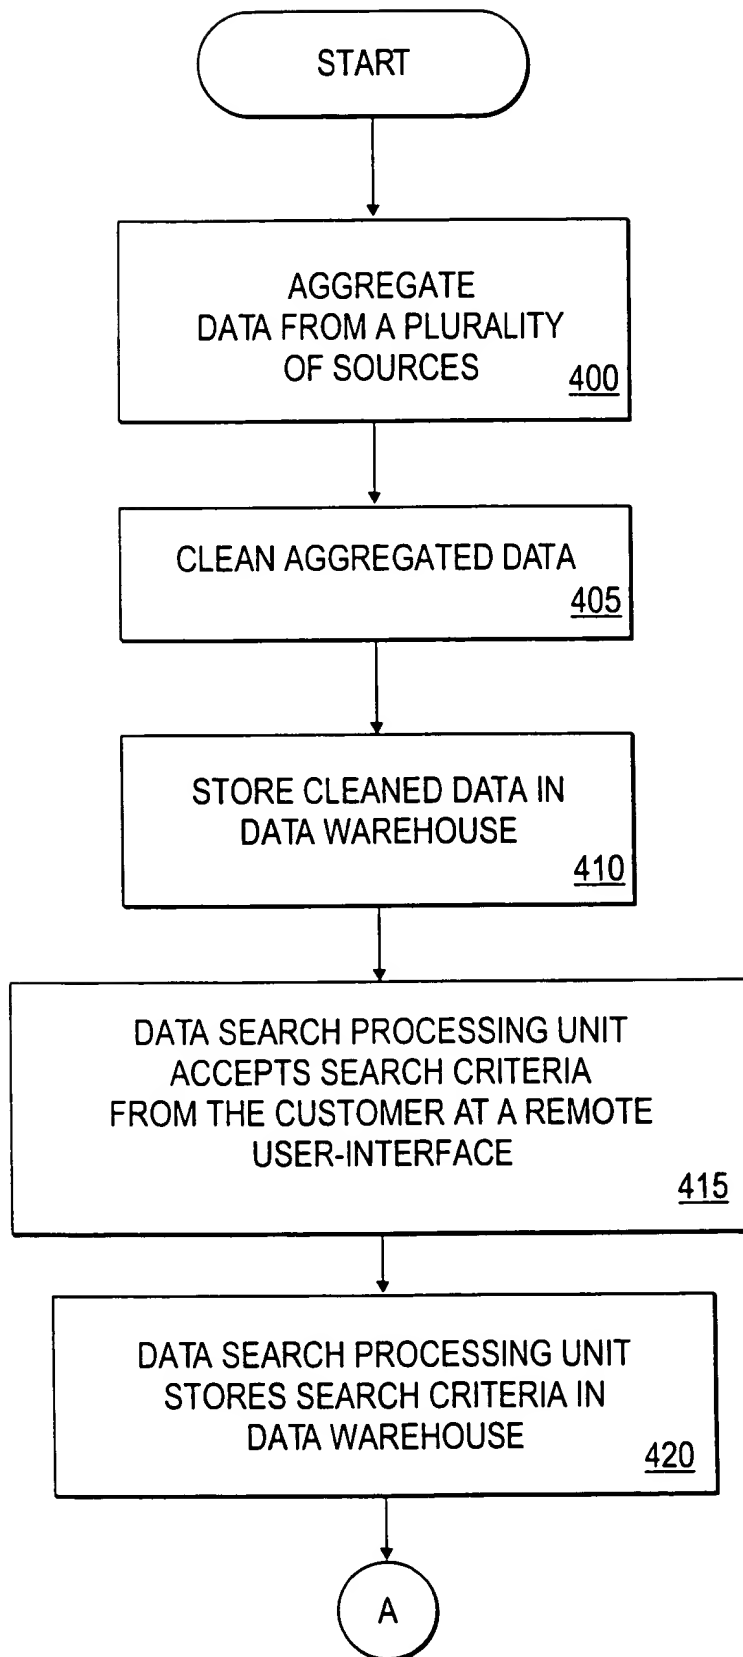 START
AGGREGATE
DATA FROM A PLURALITY
OF SOURCES
400
CLEAN AGGREGATED DATA
405
STORE CLEANED DATA IN
DATA WAREHOUSE
410
DATA SEARCH PROCESSING UNIT
ACCEPTS SEARCH CRITERIA
FROM THE CUSTOMER AT A REMOTE
USER-INTERFACE
415
DATA SEARCH PROCESSING UNIT
STORES SEARCH CRITERIA IN
DATA WAREHOUSE
420
A